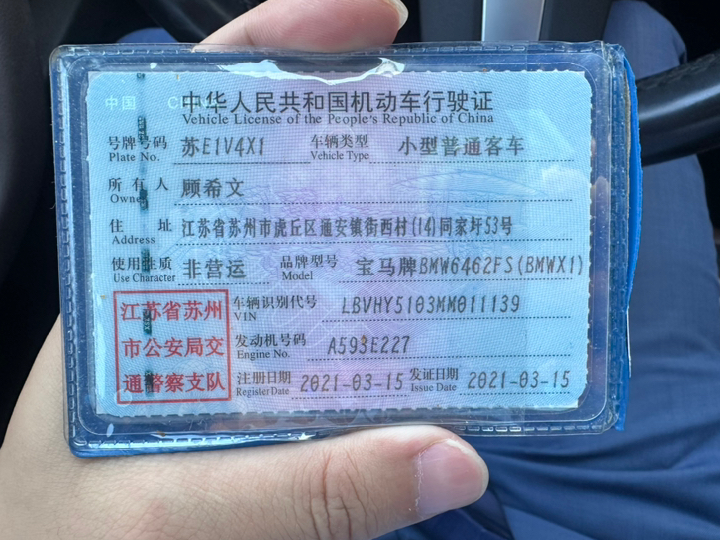 中国 CHINA
中华人民共和国机动车行驶证
Vehicle License of the People's Republic of China
号牌号码 苏E1V4X1 车辆类型 小型普通客车
Plate No. Vehicle Type
所有人 顾希文
Owner
住址 江苏省苏州市虎丘区通安镇街西村(14)同家圩53号
Address
使用性质 非营运 品牌型号 宝马牌BMW6462FS(BMWX1)
Use Character Model
江苏省苏州 车辆识别代号 LBVHY5103MM011139
VIN
市公安局交 发动机号码 A593E227
Engine No.
通警察支队 注册日期 2021-03-15 发证日期 2021-03-15
Register Date Issue Date